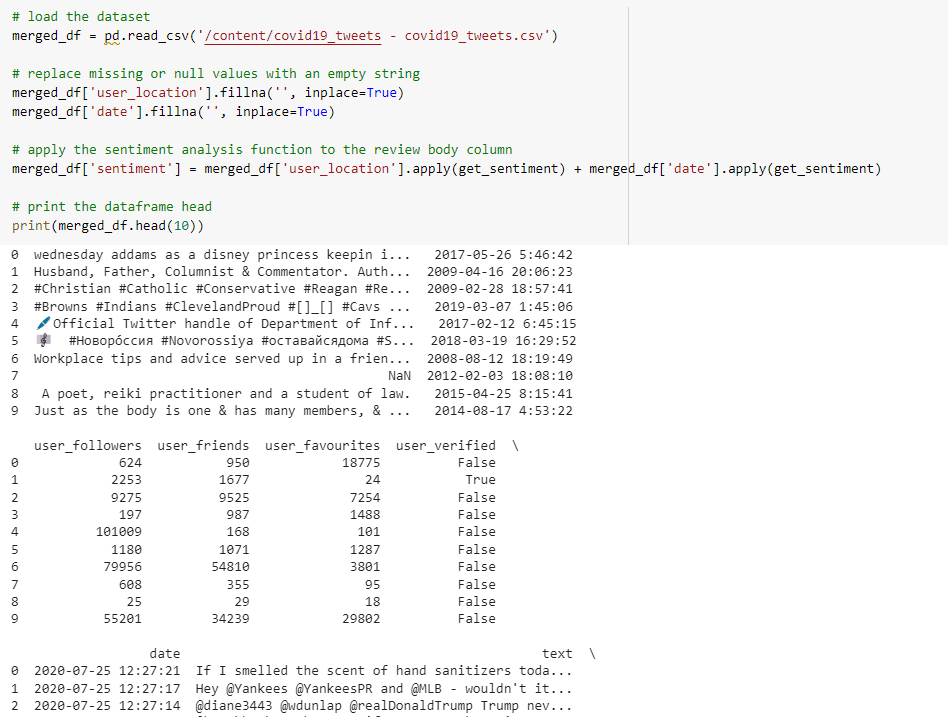 # load the dataset
merged_df = pd.read_csv('/content/covid19_tweets - covid19_tweets.csv')
# replace missing or null values with an empty string
merged_df['user_location'].fillna('', inplace=True)
merged_df['date'].fillna('', inplace=True)
# apply the sentiment analysis function to the review body column
merged_df['sentiment'] = merged_df['user_location'].apply(get_sentiment) + merged_df['date'].apply(get_sentiment)
# print the dataframe head
print(merged_df.head(10))
0 wednesday addams as a disney princess keepin i... 2017-05-26 5:46:42
1 Husband, Father, Columnist & Commentator. Auth... 2009-04-16 20:06:23
2 #Christian #Catholic #Conservative #Reagan #Re... 2009-02-28 18:57:41
3 #Browns #Indians #ClevelandProud #[]_[] #Cavs ... 2019-03-07 1:45:06
4 🖌️Official Twitter handle of Department of Inf... 2017-02-12 6:45:15
5 🎼 #Новоро́ссия #Novorossiya #оставайсядома #S... 2018-03-19 16:29:52
6 Workplace tips and advice served up in a frien... 2008-08-12 18:19:49
7 NaN 2012-02-03 18:08:10
8 A poet, reiki practitioner and a student of law. 2015-04-25 8:15:41
9 Just as the body is one & has many members, & ... 2014-08-17 4:53:22
user_followers user_friends user_favourites user_verified \
0 624 950 18775 False
1 2253 1677 24 True
2 9275 9525 7254 False
3 197 987 1488 False
4 101009 168 101 False
5 1180 1071 1287 False
6 79956 54810 3801 False
7 608 355 95 False
8 25 29 18 False
9 55201 34239 29802 False
date text \
0 2020-07-25 12:27:21 If I smelled the scent of hand sanitizers toda...
1 2020-07-25 12:27:17 Hey @Yankees @YankeesPR and @MLB - wouldn't it...
2 2020-07-25 12:27:14 @diane3443 @wdunlap @realDonaldTrump Trump nev...